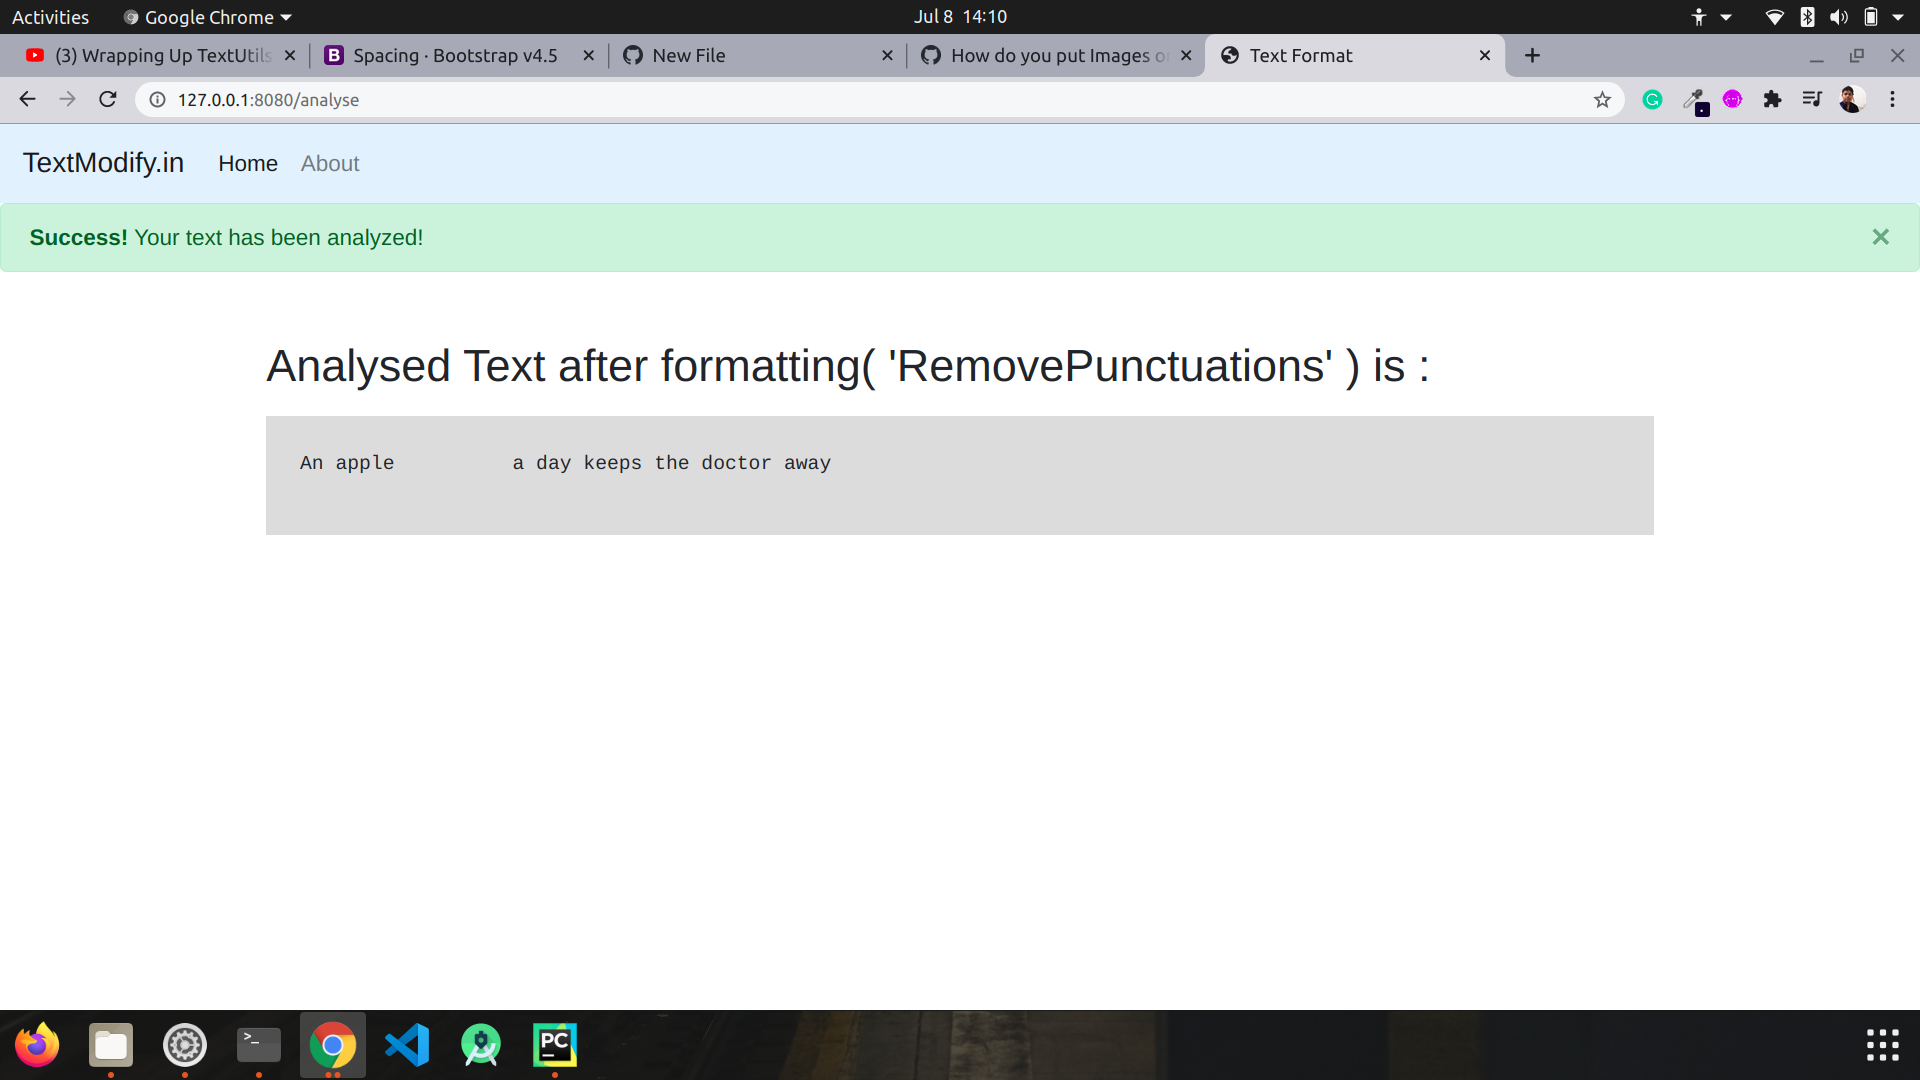 Activities Google Chrome Jul 8 14:10
(3) Wrapping Up TextUtils Spacing · Bootstrap v4.5 New File How do you put Images o Text Format
127.0.0.1:8080/analyse
TextModify.in Home About
Success! Your text has been analyzed! ×
Analysed Text after formatting( 'RemovePunctuations' ) is :
An apple          a day keeps the doctor away
>_ PC